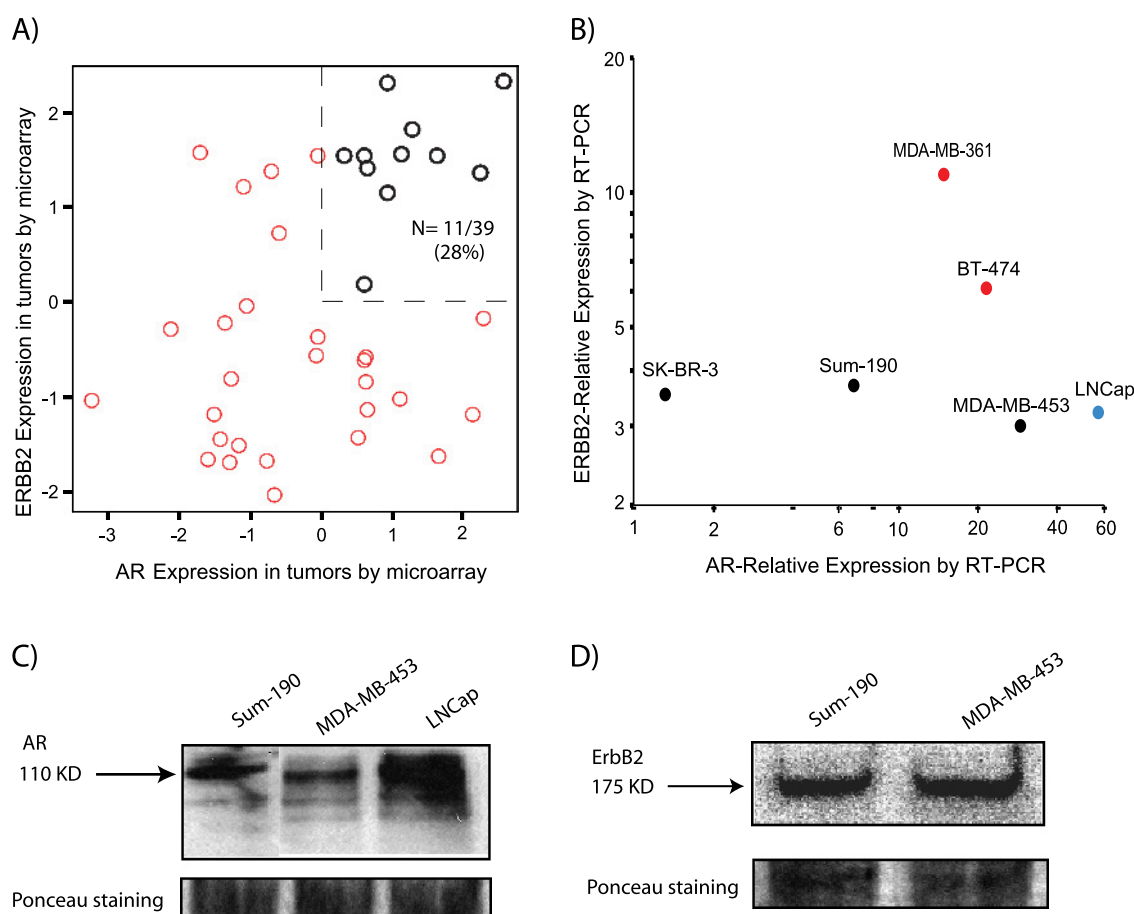 A)
ERBB2 Expression in tumors by microarray
2
1
0
-1
-2
N= 11/39
(28%)
-3
-2
-1
0
1
2
AR Expression in tumors by microarray
B)
ERBB2-Relative Expression by RT-PCR
20
10
5
3
2
MDA-MB-361
BT-474
SK-BR-3
Sum-190
MDA-MB-453
LNCap
1
2
6
10
20
40
60
AR-Relative Expression by RT-PCR
C)
Sum-190
MDA-MB-453
LNCap
AR
110 KD
Ponceau staining
D)
Sum-190
MDA-MB-453
ErbB2
175 KD
Ponceau staining